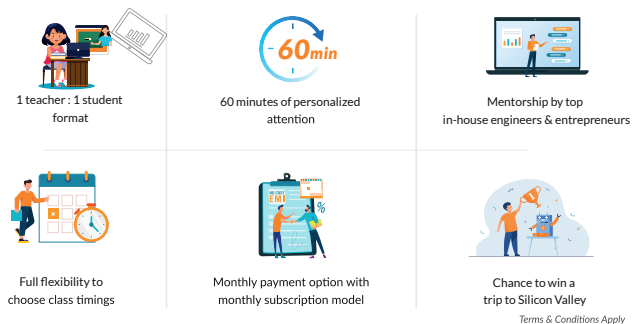 60min
1 teacher : 1 student
format
60 minutes of personalized
attention
Mentorship by top
in-house engineers & entrepreneurs
NO COST
EMI
%
Full flexibility to
choose class timings
Monthly payment option with
monthly subscription model
Chance to win a
trip to Silicon Valley
Terms & Conditions Apply